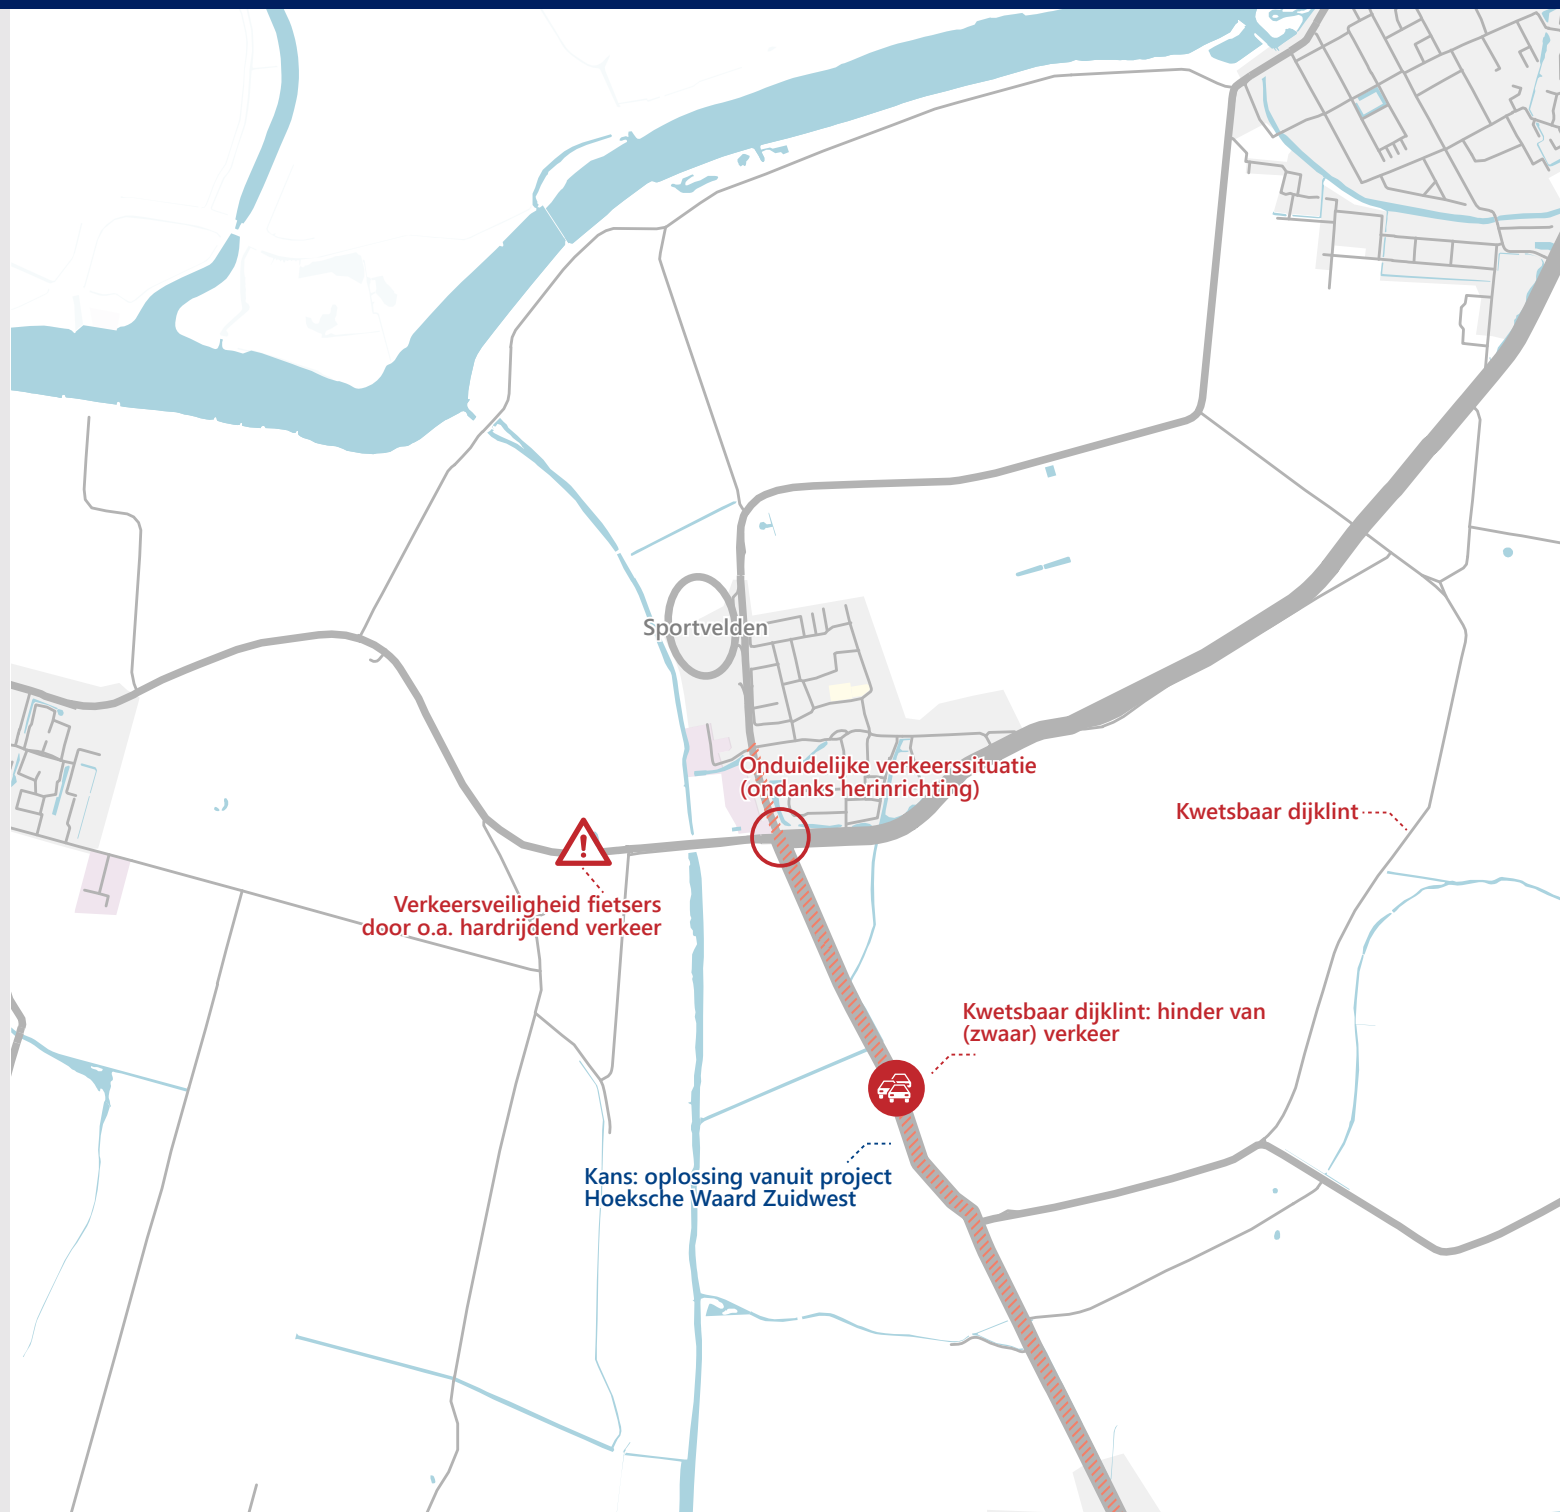 Sportvelden
Onduidelijke verkeerssituatie
(ondanks herinrichting)
Kwetsbaar dijklint
Verkeersveiligheid fietsers
door o.a. hardrijdend verkeer
Kwetsbaar dijklint: hinder van
(zwaar) verkeer
Kans: oplossing vanuit project
Hoeksche Waard Zuidwest